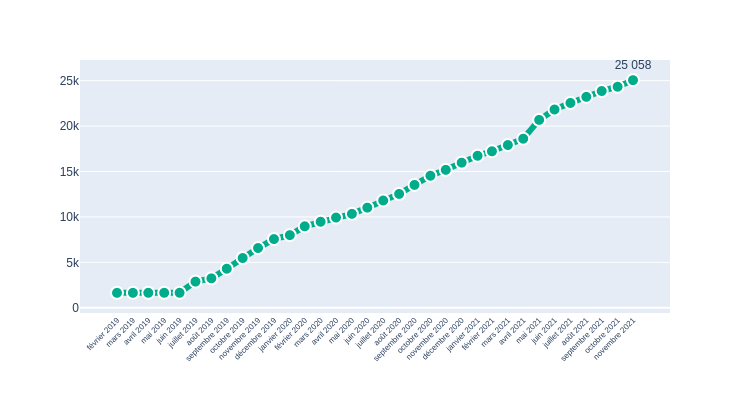 25 058
25k
20k
15k
10k
5k
0
février 2019
mars 2019
avril 2019
mai 2019
juin 2019
juillet 2019
août 2019
septembre 2019
octobre 2019
novembre 2019
décembre 2019
janvier 2020
février 2020
mars 2020
avril 2020
mai 2020
juin 2020
juillet 2020
août 2020
septembre 2020
octobre 2020
novembre 2020
décembre 2020
janvier 2021
février 2021
mars 2021
avril 2021
mai 2021
juin 2021
juillet 2021
août 2021
septembre 2021
octobre 2021
novembre 2021